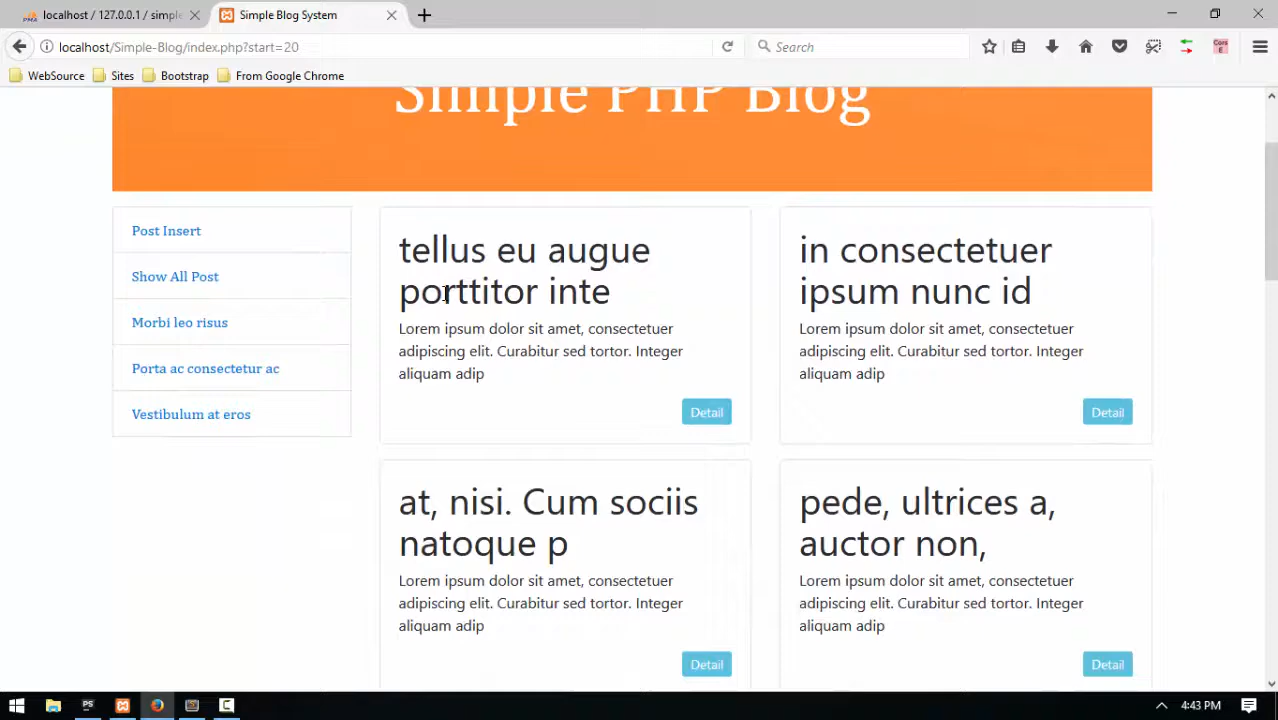 localhost / 127.0.0.1 / simple
Simple Blog System
localhost/Simple-Blog/index.php?start=20
Search
WebSource
Sites
Bootstrap
From Google Chrome
Simple PHP Blog
Post Insert
Show All Post
Morbi leo risus
Porta ac consectetur ac
Vestibulum at eros
tellus eu augue
porttitor inte
Lorem ipsum dolor sit amet, consectetuer
adipiscing elit. Curabitur sed tortor. Integer
aliquam adip
Detail
in consectetuer
ipsum nunc id
Lorem ipsum dolor sit amet, consectetuer
adipiscing elit. Curabitur sed tortor. Integer
aliquam adip
Detail
at, nisi. Cum sociis
natoque p
Lorem ipsum dolor sit amet, consectetuer
adipiscing elit. Curabitur sed tortor. Integer
aliquam adip
Detail
pede, ultrices a,
auctor non,
Lorem ipsum dolor sit amet, consectetuer
adipiscing elit. Curabitur sed tortor. Integer
aliquam adip
Detail
PS
4:43 PM